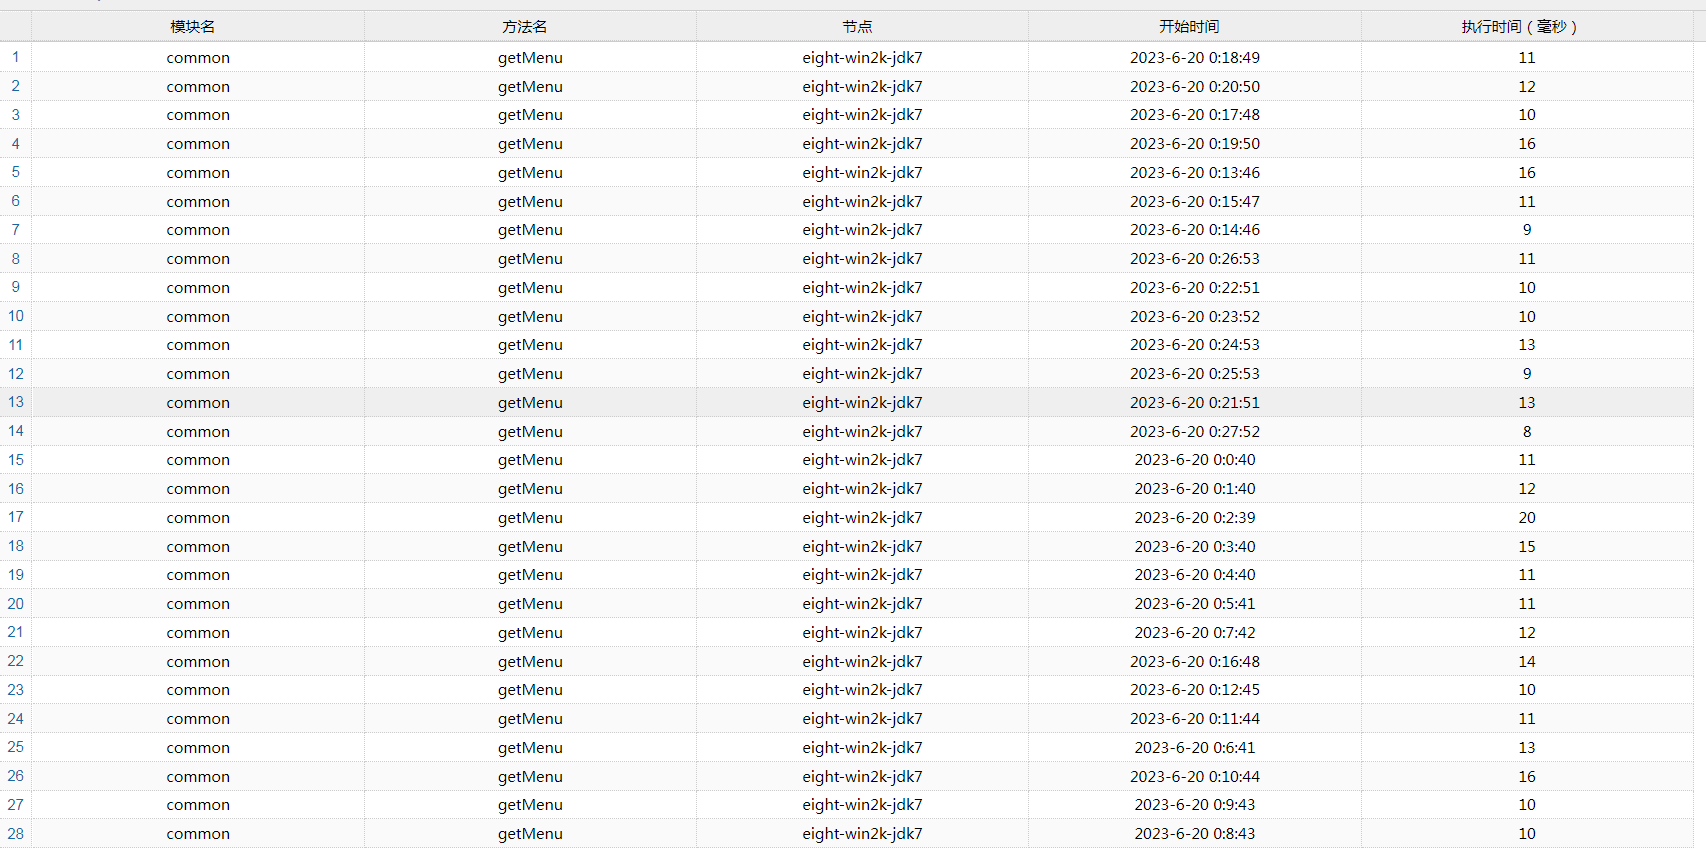 模块名 方法名 节点 开始时间 执行时间（毫秒）
1 common getMenu eight-win2k-jdk7 2023-6-20 0:18:49 11
2 common getMenu eight-win2k-jdk7 2023-6-20 0:20:50 12
3 common getMenu eight-win2k-jdk7 2023-6-20 0:17:48 10
4 common getMenu eight-win2k-jdk7 2023-6-20 0:19:50 16
5 common getMenu eight-win2k-jdk7 2023-6-20 0:13:46 16
6 common getMenu eight-win2k-jdk7 2023-6-20 0:15:47 11
7 common getMenu eight-win2k-jdk7 2023-6-20 0:14:46 9
8 common getMenu eight-win2k-jdk7 2023-6-20 0:26:53 11
9 common getMenu eight-win2k-jdk7 2023-6-20 0:22:51 10
10 common getMenu eight-win2k-jdk7 2023-6-20 0:23:52 10
11 common getMenu eight-win2k-jdk7 2023-6-20 0:24:53 13
12 common getMenu eight-win2k-jdk7 2023-6-20 0:25:53 9
13 common getMenu eight-win2k-jdk7 2023-6-20 0:21:51 13
14 common getMenu eight-win2k-jdk7 2023-6-20 0:27:52 8
15 common getMenu eight-win2k-jdk7 2023-6-20 0:0:40 11
16 common getMenu eight-win2k-jdk7 2023-6-20 0:1:40 12
17 common getMenu eight-win2k-jdk7 2023-6-20 0:2:39 20
18 common getMenu eight-win2k-jdk7 2023-6-20 0:3:40 15
19 common getMenu eight-win2k-jdk7 2023-6-20 0:4:40 11
20 common getMenu eight-win2k-jdk7 2023-6-20 0:5:41 11
21 common getMenu eight-win2k-jdk7 2023-6-20 0:7:42 12
22 common getMenu eight-win2k-jdk7 2023-6-20 0:16:48 14
23 common getMenu eight-win2k-jdk7 2023-6-20 0:12:45 10
24 common getMenu eight-win2k-jdk7 2023-6-20 0:11:44 11
25 common getMenu eight-win2k-jdk7 2023-6-20 0:6:41 13
26 common getMenu eight-win2k-jdk7 2023-6-20 0:10:44 16
27 common getMenu eight-win2k-jdk7 2023-6-20 0:9:43 10
28 common getMenu eight-win2k-jdk7 2023-6-20 0:8:43 10